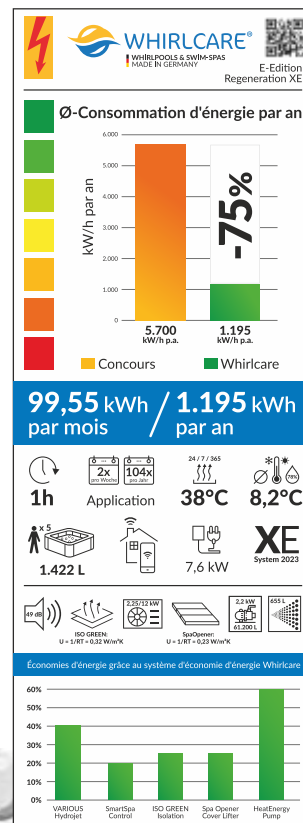 WHIRLCARE®
WHIRLPOOLS & SWIM-SPAS
MADE IN GERMANY
E-Edition
Regeneration XE
Ø-Consommation d'énergie par an
kW/h par an
6.000
5.000
4.000
3.000
2.000
1.000
0
-75%
5.700
kW/h p.a.
1.195
kW/h p.a.
Concours
Whirlcare
99,55 kWh
par mois
/
1.195 kWh
par an
1h
2x
pro Woche
104x
pro Jahr
Application
24 / 7 / 365
38°C
78%
8,2°C
x 5
1.422 L
7,6 kW
XE
System 2023
49 dB
ISO GREEN:
U = 1/RT = 0,32 W/m²K
2,25/12 kW
SpaOpener:
U = 1/RT = 0,23 W/m²K
2,2 kW
61.200 L
655 L
Économies d'énergie grâce au système d'économie d'énergie Whirlcare
60%
50%
40%
30%
20%
10%
0%
VARIOUS
Hydrojet
SmartSpa
Control
ISO GREEN
Isolation
Spa Opener
Cover Lifter
HeatEnergy
Pump